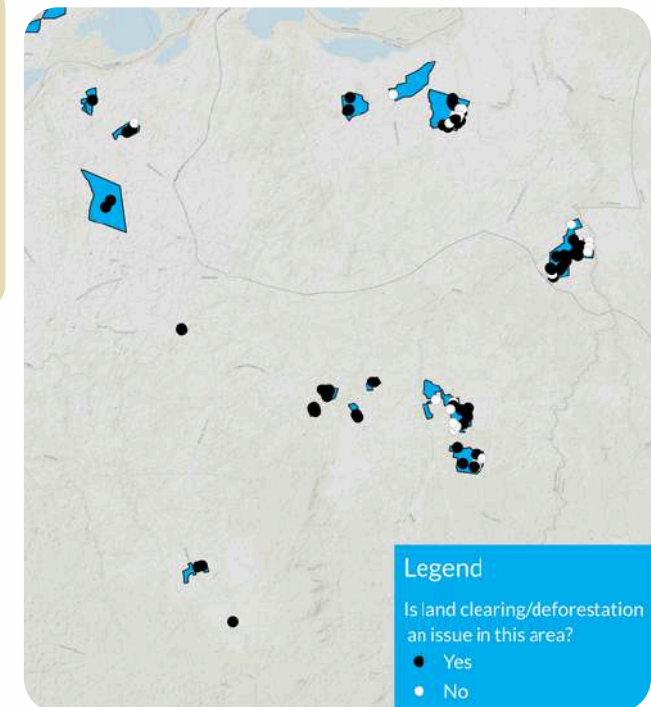 Legend
Is land clearing/deforestation
an issue in this area?
Yes
No